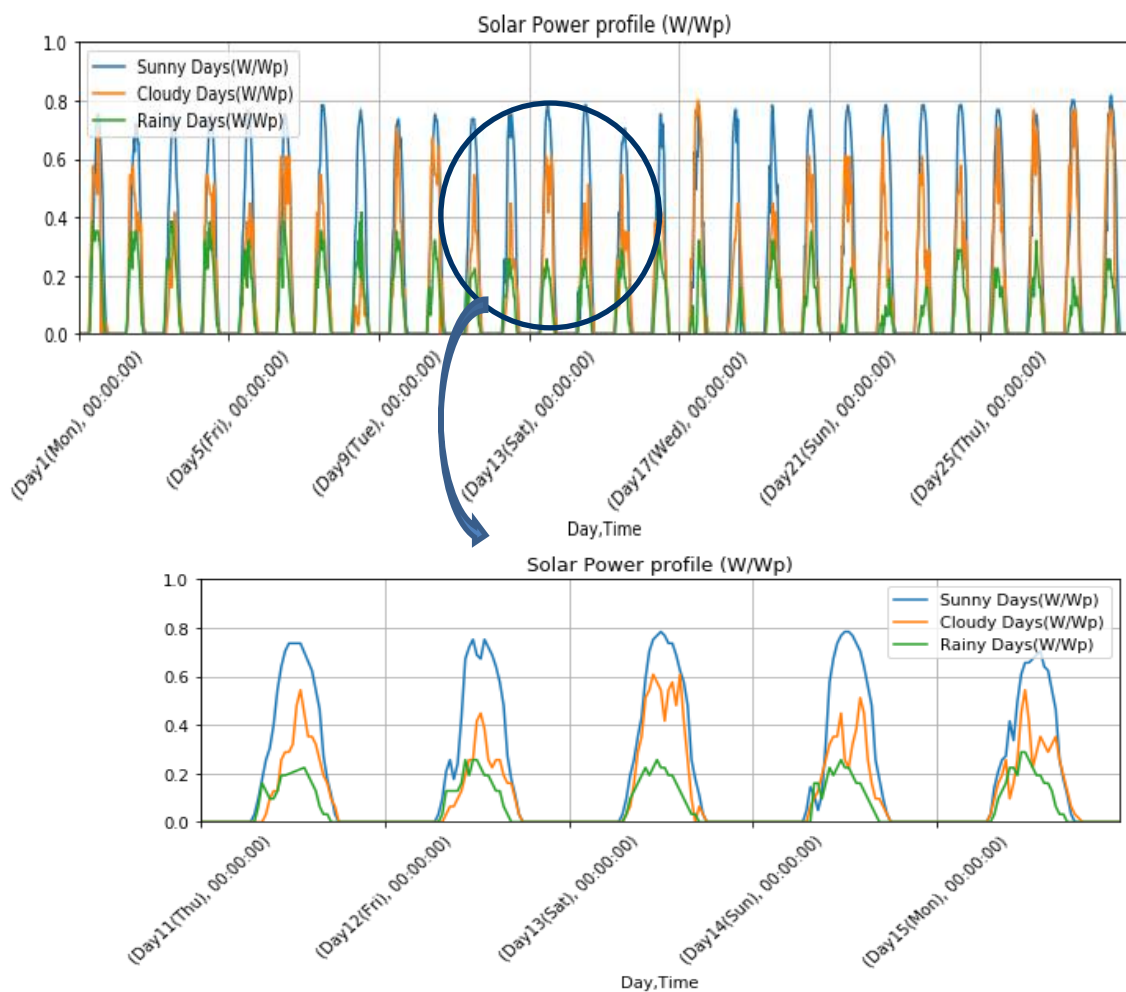 Solar Power profile (W/Wp)
1.0
0.8
0.6
0.4
0.2
0.0
Sunny Days(W/Wp)
Cloudy Days(W/Wp)
Rainy Days(W/Wp)
(Day1(Mon), 00:00:00)
(Day5(Fri), 00:00:00)
(Day9(Tue), 00:00:00)
(Day13(Sat), 00:00:00)
(Day17(Wed), 00:00:00)
(Day21(Sun), 00:00:00)
(Day25(Thu), 00:00:00)
Day,Time
Solar Power profile (W/Wp)
1.0
0.8
0.6
0.4
0.2
0.0
Sunny Days(W/Wp)
Cloudy Days(W/Wp)
Rainy Days(W/Wp)
(Day11(Thu), 00:00:00)
(Day12(Fri), 00:00:00)
(Day13(Sat), 00:00:00)
(Day14(Sun), 00:00:00)
(Day15(Mon), 00:00:00)
Day,Time